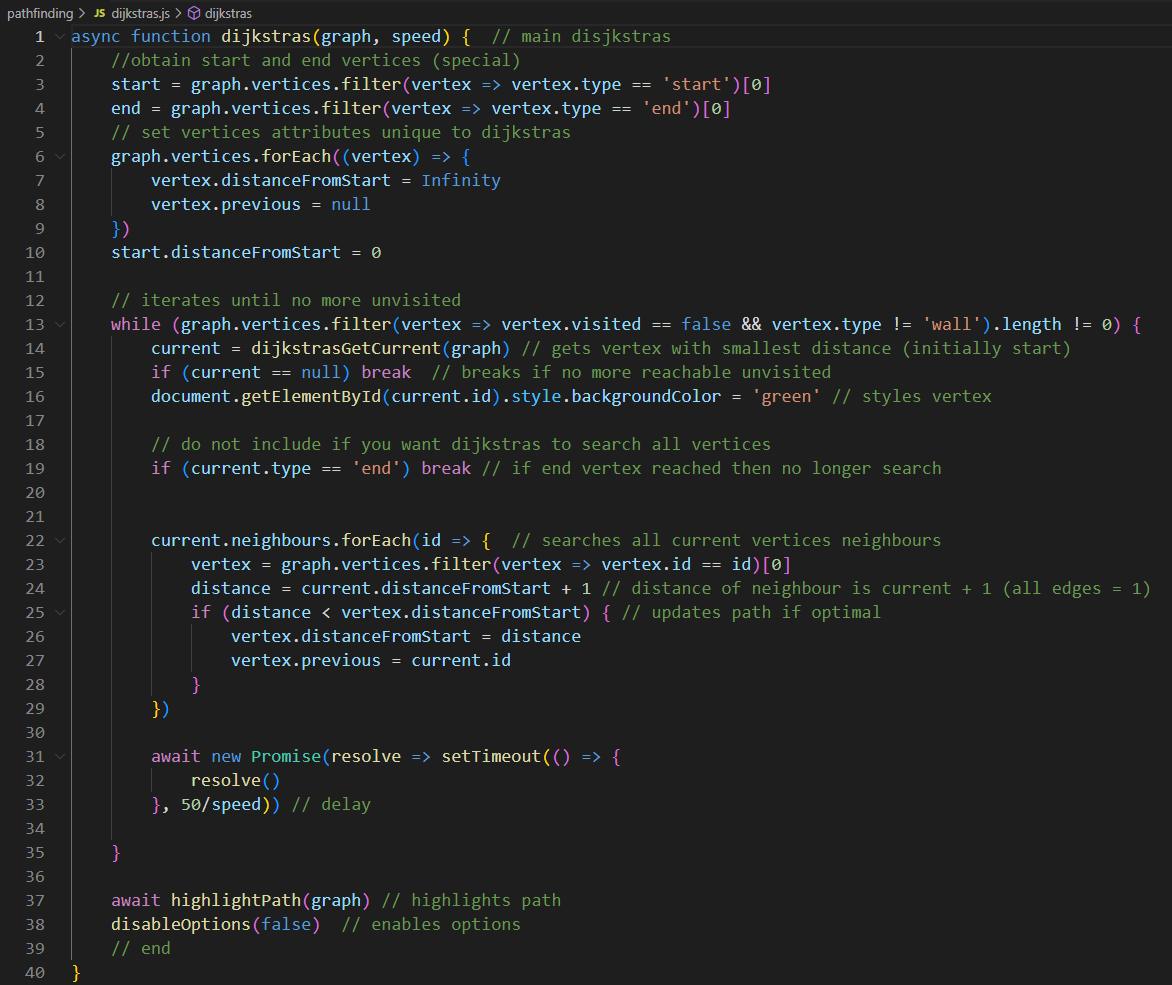 pathfinding > JS dijkstras.js > dijkstras
1 async function dijkstras(graph, speed) {  // main disjkstras
2     //obtain start and end vertices (special)
3     start = graph.vertices.filter(vertex => vertex.type == 'start')[0]
4     end = graph.vertices.filter(vertex => vertex.type == 'end')[0]
5     // set vertices attributes unique to dijkstras
6     graph.vertices.forEach((vertex) => {
7         vertex.distanceFromStart = Infinity
8         vertex.previous = null
9     })
10     start.distanceFromStart = 0
11
12     // iterates until no more unvisited
13     while (graph.vertices.filter(vertex => vertex.visited == false && vertex.type != 'wall').length != 0) {
14         current = dijkstrasGetCurrent(graph) // gets vertex with smallest distance (initially start)
15         if (current == null) break  // breaks if no more reachable unvisited
16         document.getElementById(current.id).style.backgroundColor = 'green' // styles vertex
17
18         // do not include if you want dijkstras to search all vertices
19         if (current.type == 'end') break // if end vertex reached then no longer search
20
21
22         current.neighbours.forEach(id => {  // searches all current vertices neighbours
23             vertex = graph.vertices.filter(vertex => vertex.id == id)[0]
24             distance = current.distanceFromStart + 1 // distance of neighbour is current + 1 (all edges = 1)
25             if (distance < vertex.distanceFromStart) { // updates path if optimal
26                 vertex.distanceFromStart = distance
27                 vertex.previous = current.id
28             }
29         })
30
31         await new Promise(resolve => setTimeout(() => {
32             resolve()
33         }, 50/speed)) // delay
34
35     }
36
37     await highlightPath(graph) // highlights path
38     disableOptions(false)  // enables options
39     // end
40 }